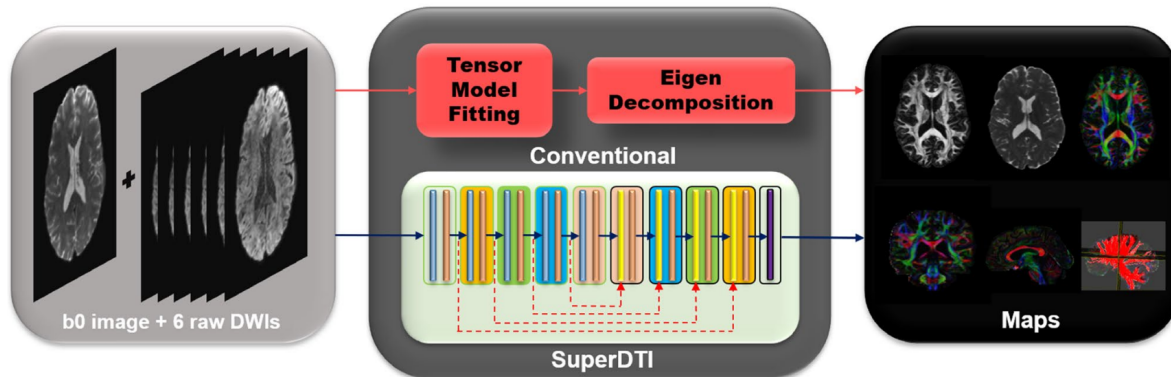 b0 image + 6 raw DWIs
Tensor
Model
Fitting
Eigen
Decomposition
Conventional
SuperDTI
Maps